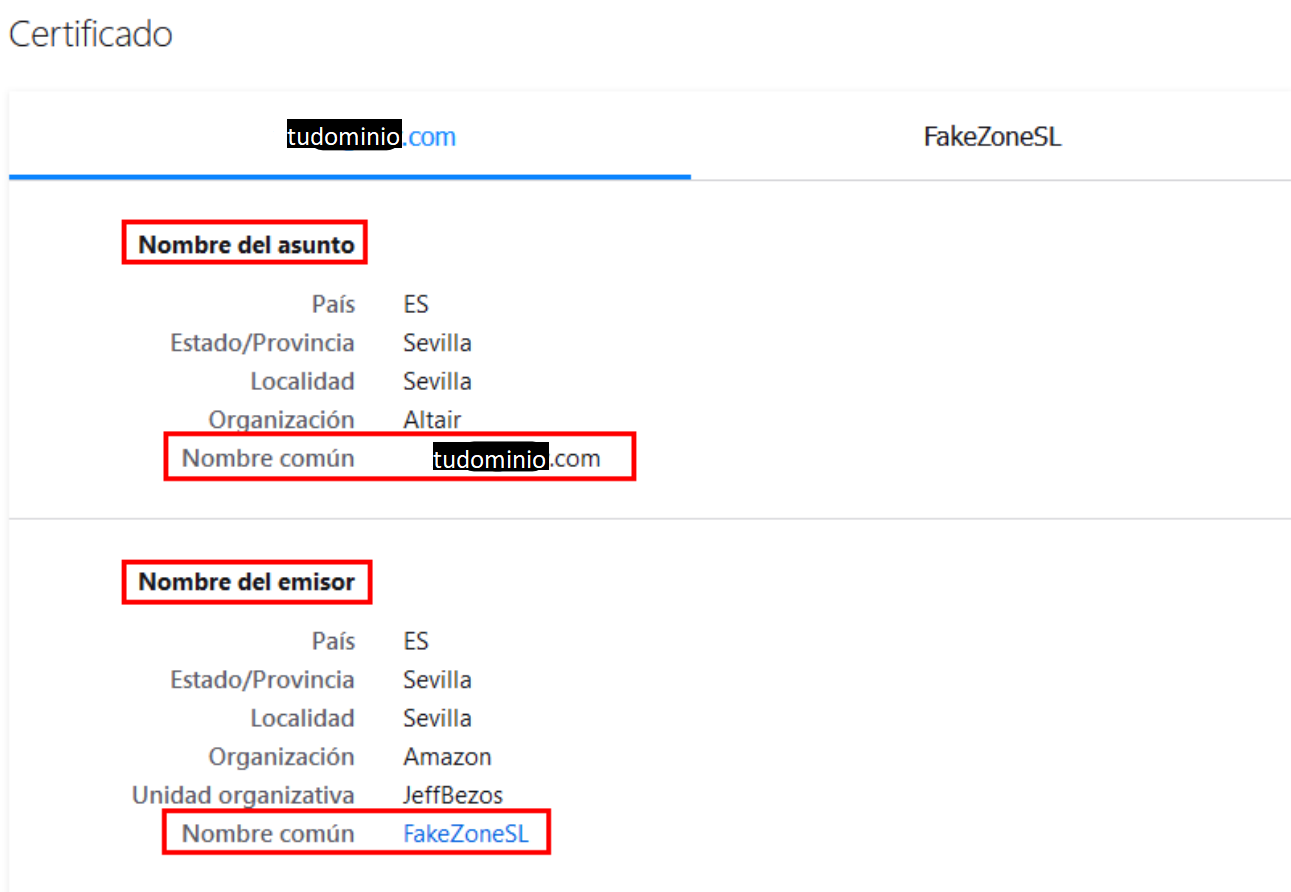 Certificado
tudominio.com FakeZoneSL
Nombre del asunto
País ES
Estado/Provincia Sevilla
Localidad Sevilla
Organización Altair
Nombre común tudominio.com
Nombre del emisor
País ES
Estado/Provincia Sevilla
Localidad Sevilla
Organización Amazon
Unidad organizativa JeffBezos
Nombre común FakeZoneSL